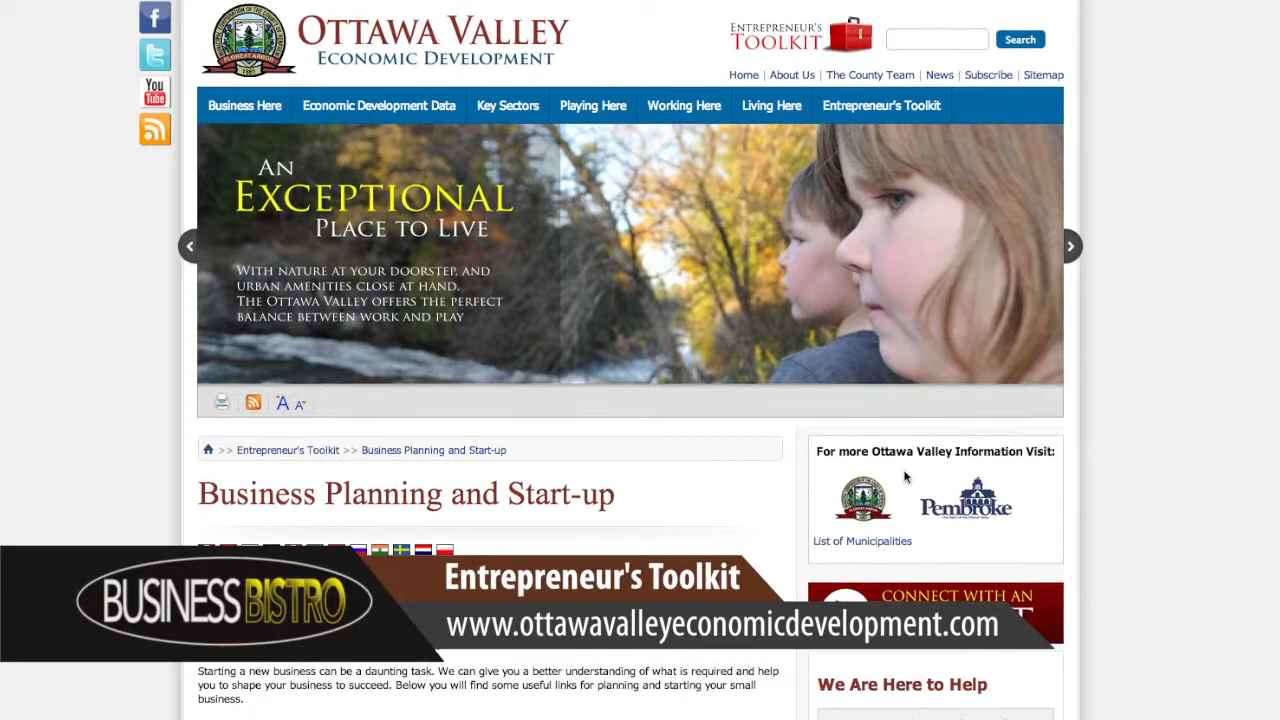 OTTAWA VALLEY
ECONOMIC DEVELOPMENT
ENTREPRENEUR'S
TOOLKIT
Search
Home | About Us | The County Team | News | Subscribe | Sitemap
You
Tube
Business Here Economic Development Data Key Sectors Playing Here Working Here Living Here Entrepreneur's Toolkit
AN
EXCEPTIONAL
PLACE TO LIVE
WITH NATURE AT YOUR DOORSTEP, AND
URBAN AMENITIES CLOSE AT HAND.
THE OTTAWA VALLEY OFFERS THE PERFECT
BALANCE BETWEEN WORK AND PLAY
A A
>> Entrepreneur's Toolkit >> Business Planning and Start-up
For more Ottawa Valley Information Visit:
Business Planning and Start-up
Pembroke
List of Municipalities
CONNECT WITH AN
BUSINESS BISTRO
Entrepreneur's Toolkit
www.ottawavalleyeconomicdevelopment.com
Starting a new business can be a daunting task. We can give you a better understanding of what is required and help
you to shape your business to succeed. Below you will find some useful links for planning and starting your small
business.
We Are Here to Help